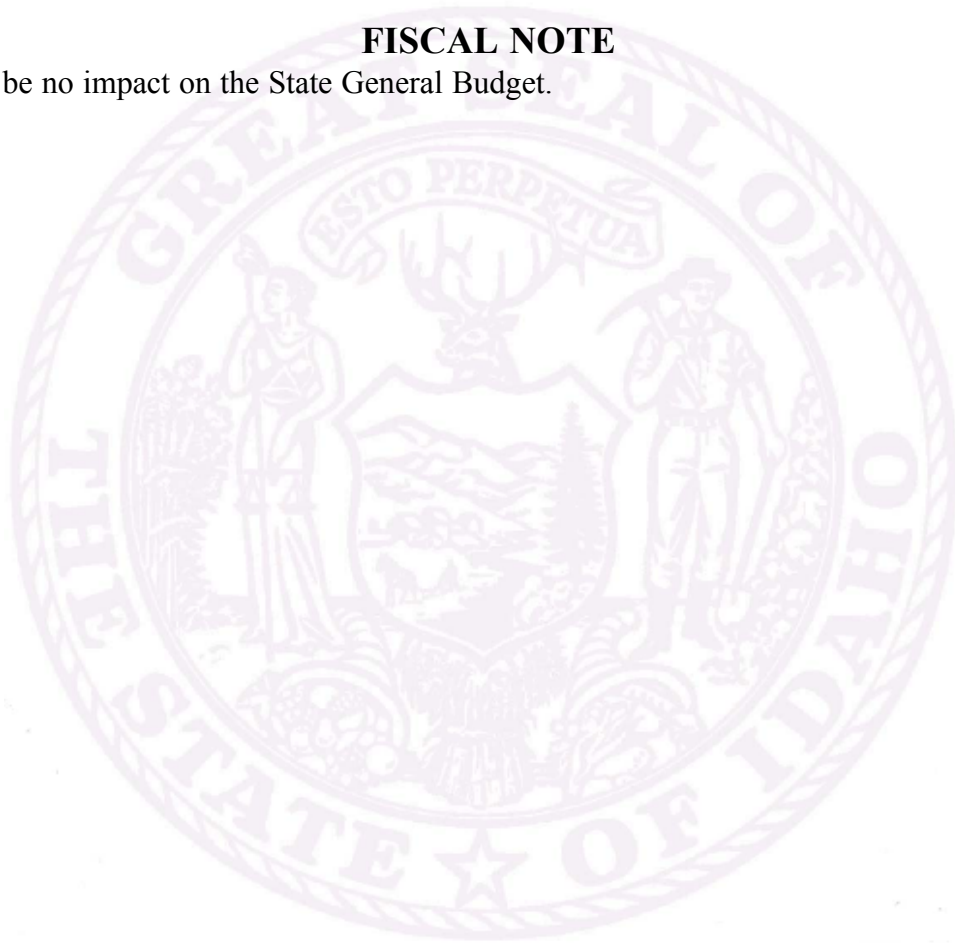 FISCAL NOTE
be no impact on the State General Budget.
GREAT SEAL OF
ESTO PERPETUA
THE STATE OF IDAHO